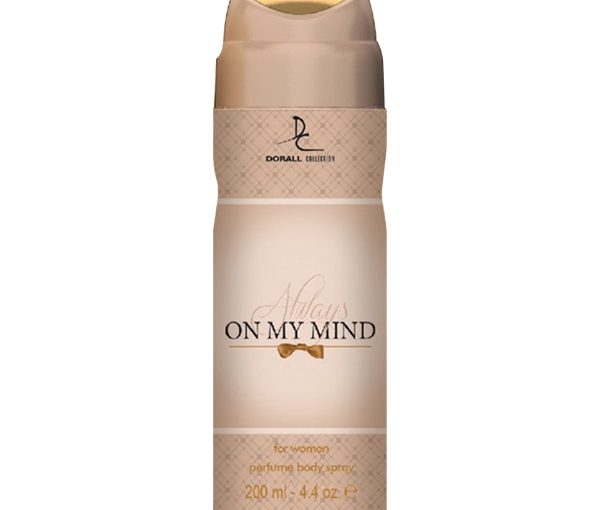 DC
DORALL COLLECTION
Always
ON MY MIND
for women
perfume body spray
200 ml - 4.4 oz. ℮